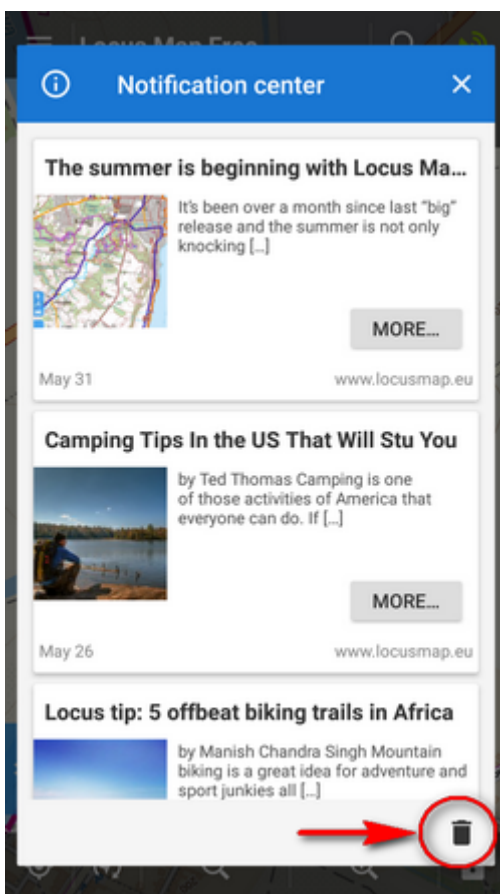 Locus Map Free
Notification center
The summer is beginning with Locus Ma...
It's been over a month since last "big"
release and the summer is not only
knocking [...]
MORE...
May 31
www.locusmap.eu
Camping Tips In the US That Will Stu You
by Ted Thomas Camping is one
of those activities of America that
everyone can do. If [...]
MORE...
May 26
www.locusmap.eu
Locus tip: 5 offbeat biking trails in Africa
by Manish Chandra Singh Mountain
biking is a great idea for adventure and
sport junkies all [...]